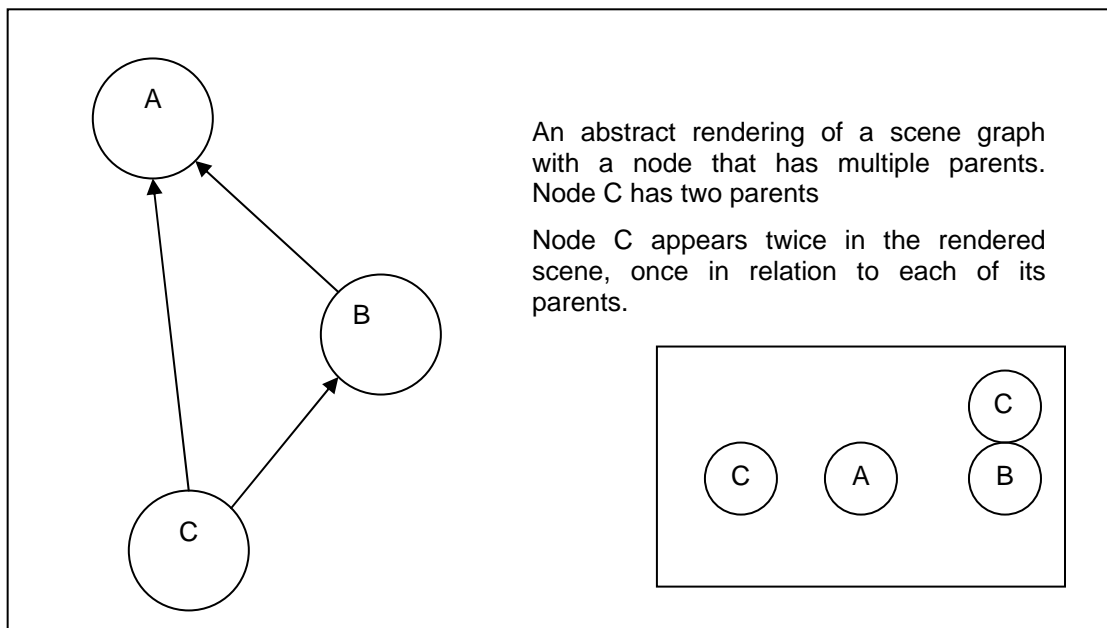 A
An abstract rendering of a scene graph
with a node that has multiple parents.
Node C has two parents
Node C appears twice in the rendered
scene, once in relation to each of its
parents.
B
C
C
C
A
B